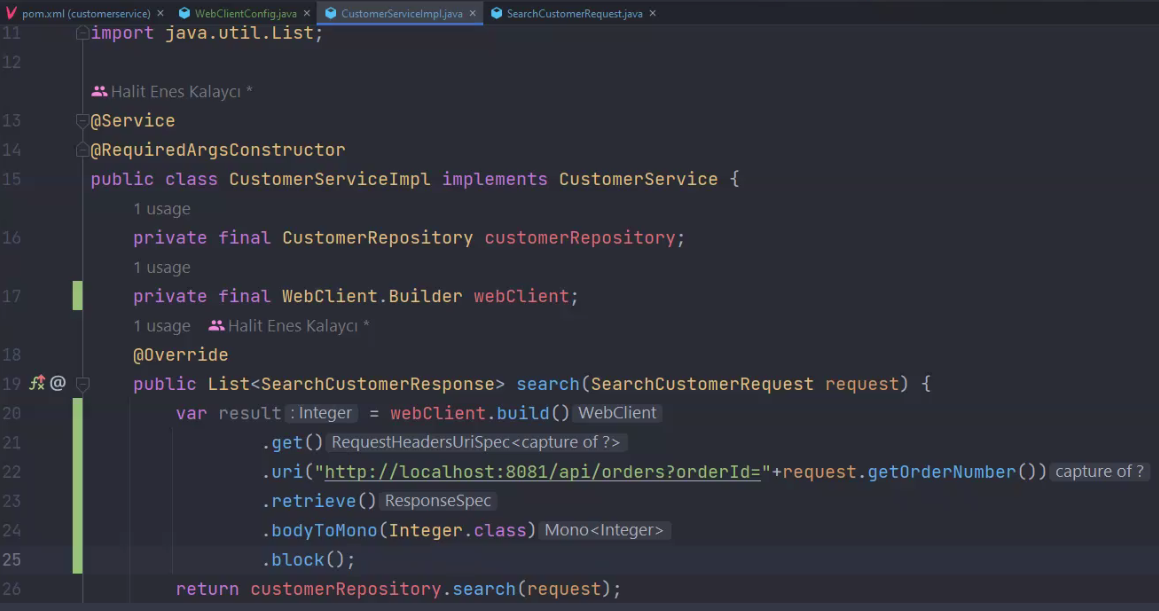 pom.xml (customerservice) × WebClientConfig.java × CustomerServiceImpl.java × SearchCustomerRequest.java ×
11 import java.util.List;
12
Halit Enes Kalaycı *
13 @Service
14 @RequiredArgsConstructor
15 public class CustomerServiceImpl implements CustomerService {
1 usage
16 private final CustomerRepository customerRepository;
1 usage
17 private final WebClient.Builder webClient;
1 usage Halit Enes Kalaycı *
18 @Override
19 public List<SearchCustomerResponse> search(SearchCustomerRequest request) {
20 var result : Integer = webClient.build() WebClient
21 .get() RequestHeadersUriSpec<capture of ?>
22 .uri("http://localhost:8081/api/orders?orderId="+request.getOrderNumber()) capture of ?
23 .retrieve() ResponseSpec
24 .bodyToMono(Integer.class) Mono<Integer>
25 .block();
26 return customerRepository.search(request);